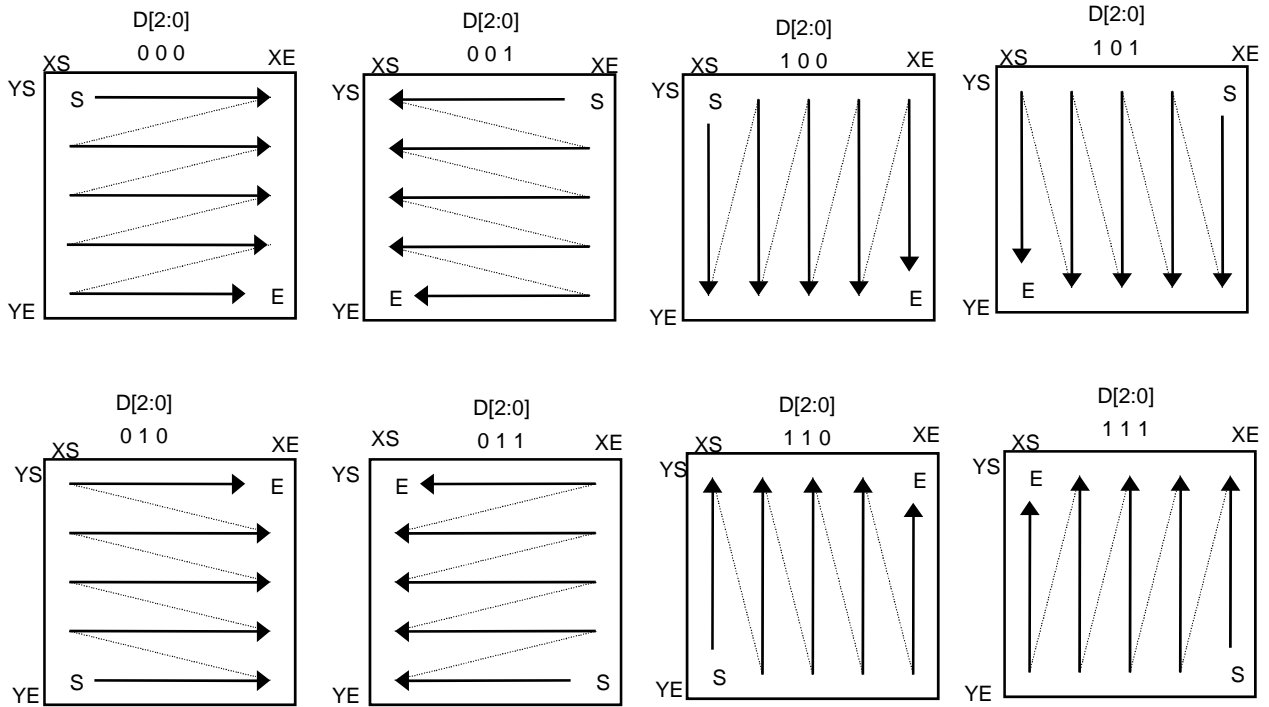 D[2:0]
0 0 0
XS XE
YS S
E
YE
D[2:0]
0 0 1
XS XE
YS S
E
YE
D[2:0]
1 0 0
XS XE
YS S
E
YE
D[2:0]
1 0 1
XS XE
YS S
E
YE
D[2:0]
0 1 0
XS XE
YS E
S
YE
D[2:0]
0 1 1
XS XE
YS E
S
YE
D[2:0]
1 1 0
XS XE
YS E
S
YE
D[2:0]
1 1 1
XS XE
YS E
S
YE